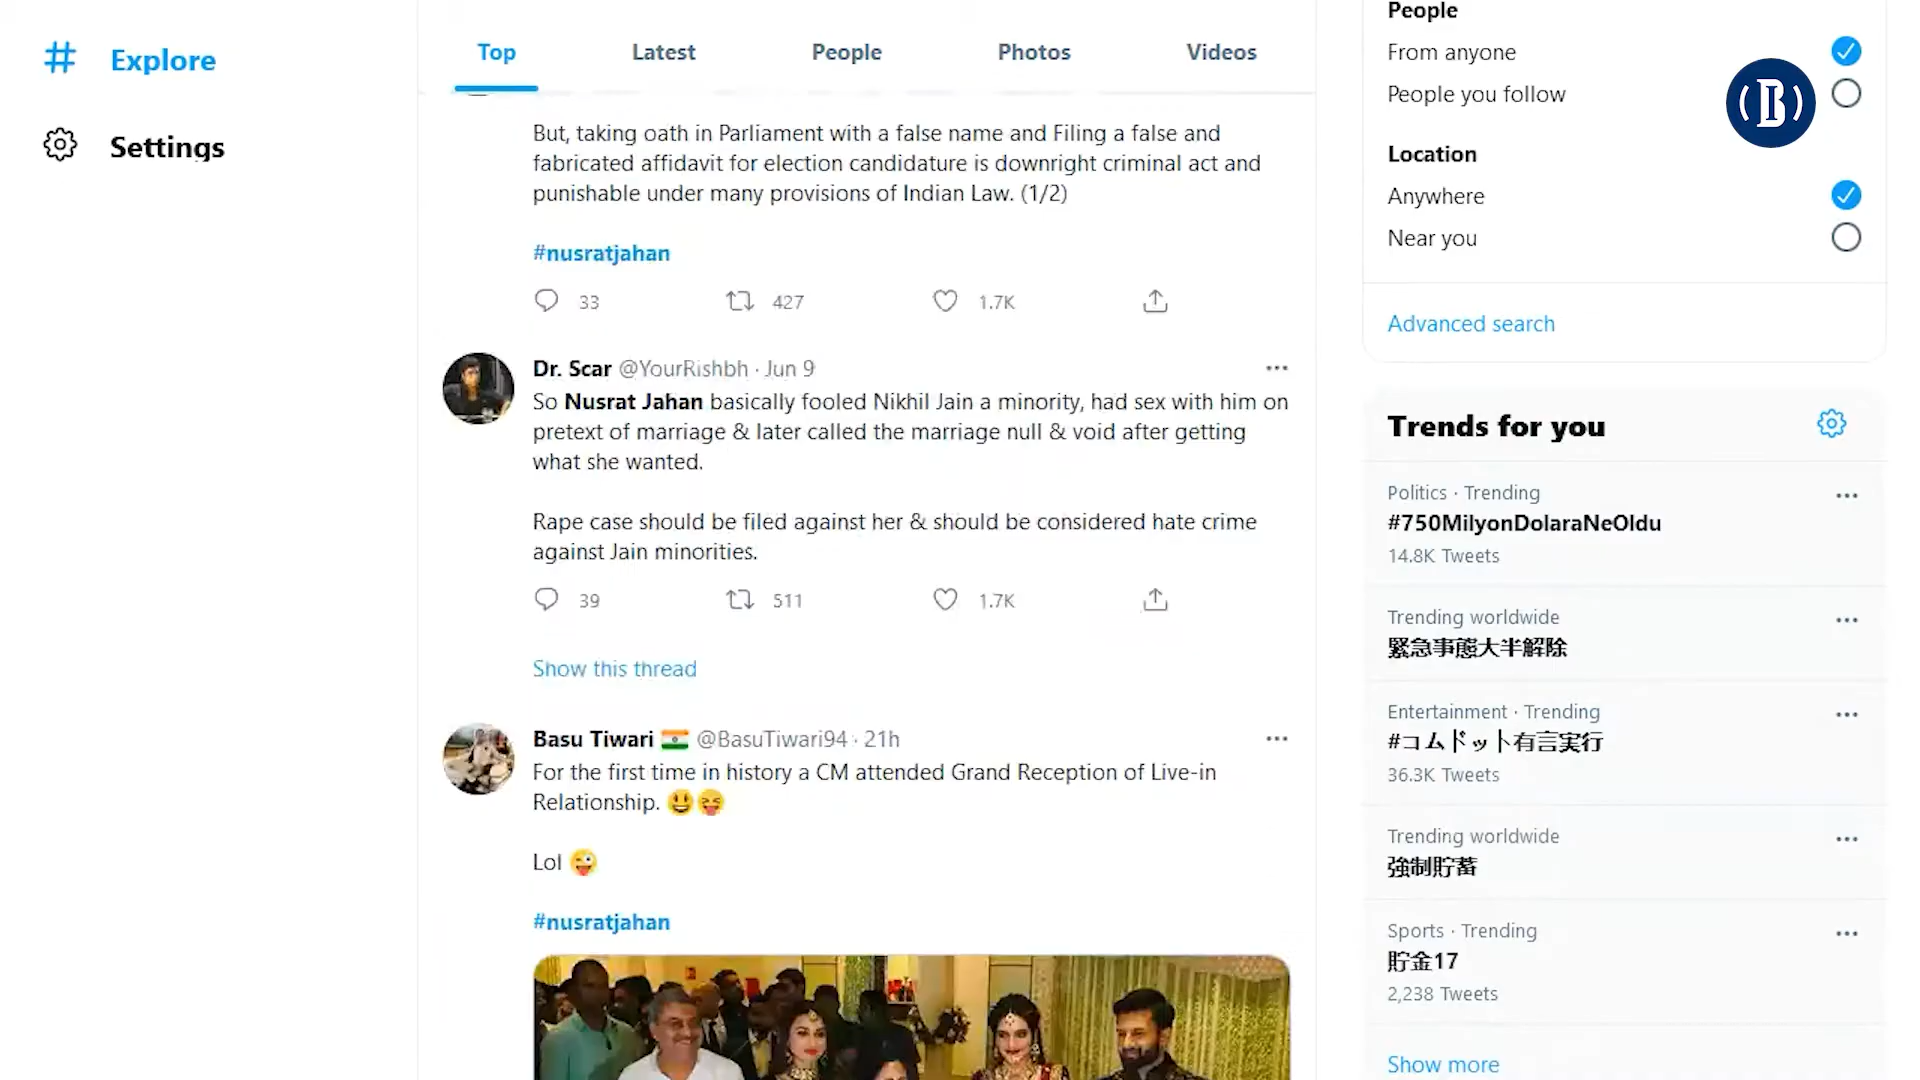 Explore
Settings
Top
Latest
People
Photos
Videos
But, taking oath in Parliament with a false name and Filing a false and
fabricated affidavit for election candidature is downright criminal act and
punishable under many provisions of Indian Law. (1/2)
#nusratjahan
33
427
1.7K
Dr. Scar @YourRishbh · Jun 9
So Nusrat Jahan basically fooled Nikhil Jain a minority, had sex with him on
pretext of marriage & later called the marriage null & void after getting
what she wanted.
Rape case should be filed against her & should be considered hate crime
against Jain minorities.
39
511
1.7K
Show this thread
Basu Tiwari 🇮🇳 @BasuTiwari94 · 21h
For the first time in history a CM attended Grand Reception of Live-in
Relationship. 😃😝
Lol 😜
#nusratjahan
People
From anyone
People you follow
(B)
Location
Anywhere
Near you
Advanced search
Trends for you
Politics · Trending
#750MilyonDolaraNeOldu
14.8K Tweets
Trending worldwide
緊急事態大半解除
Entertainment · Trending
#コムドット有言実行
36.3K Tweets
Trending worldwide
強制貯蓄
Sports · Trending
貯金17
2,238 Tweets
Show more